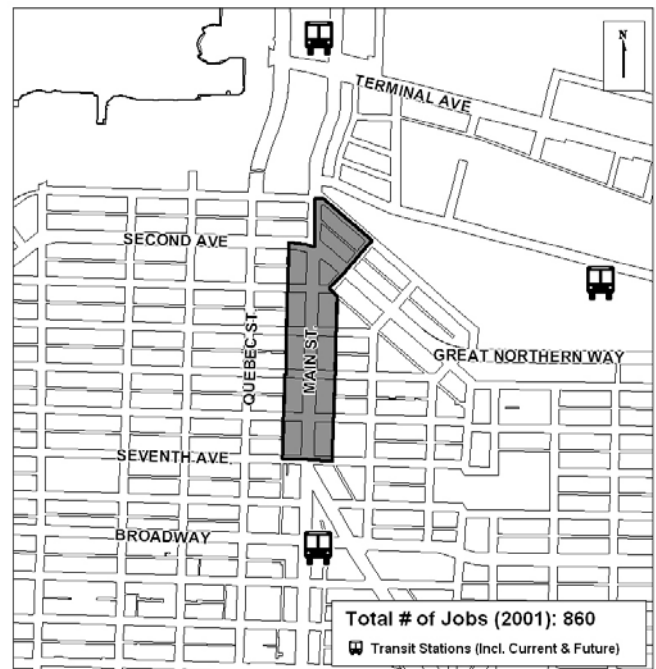 N
TERMINAL AVE
SECOND AVE
QUEBEC ST.
MAIN ST.
GREAT NORTHERN WAY
SEVENTH AVE.
BROADWAY
Total # of Jobs (2001): 860
Transit Stations (Incl. Current & Future)